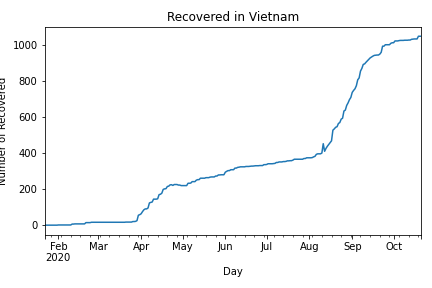 Recovered in Vietnam
Number of Recovered
1000
800
600
400
200
0
Feb Mar Apr May Jun Jul Aug Sep Oct
2020
Day